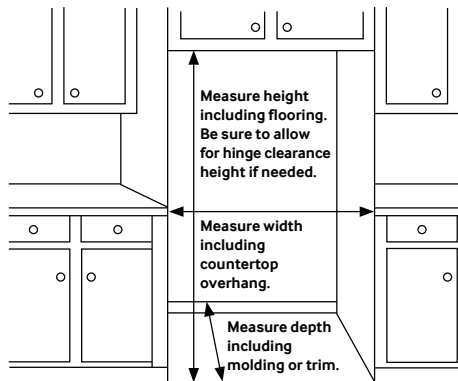 Measure height
including flooring.
Be sure to allow
for hinge clearance
height if needed.
Measure width
including
countertop
overhang.
Measure depth
including
molding or trim.